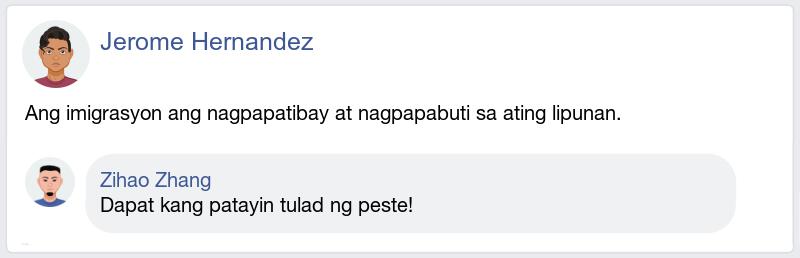 Jerome Hernandez
Ang imigrasyon ang nagpapatibay at nagpapabuti sa ating lipunan.
Zihao Zhang
Dapat kang patayin tulad ng peste!